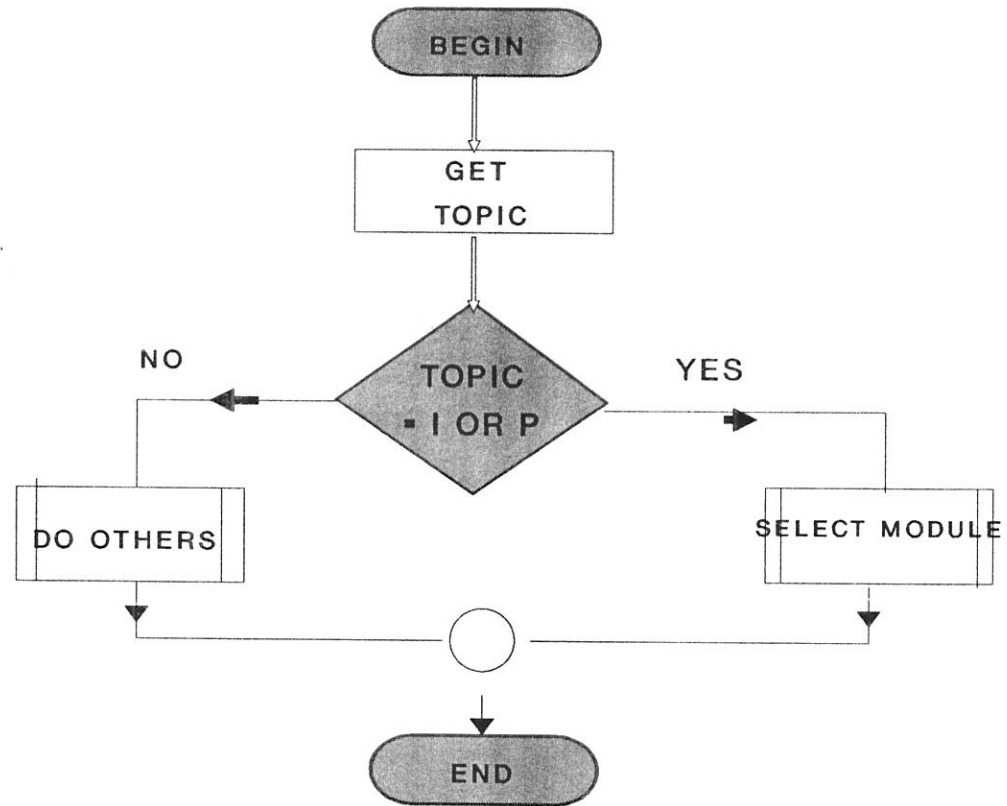 BEGIN
GET
TOPIC
NO
YES
TOPIC
= I OR P
DO OTHERS
SELECT MODULE
END